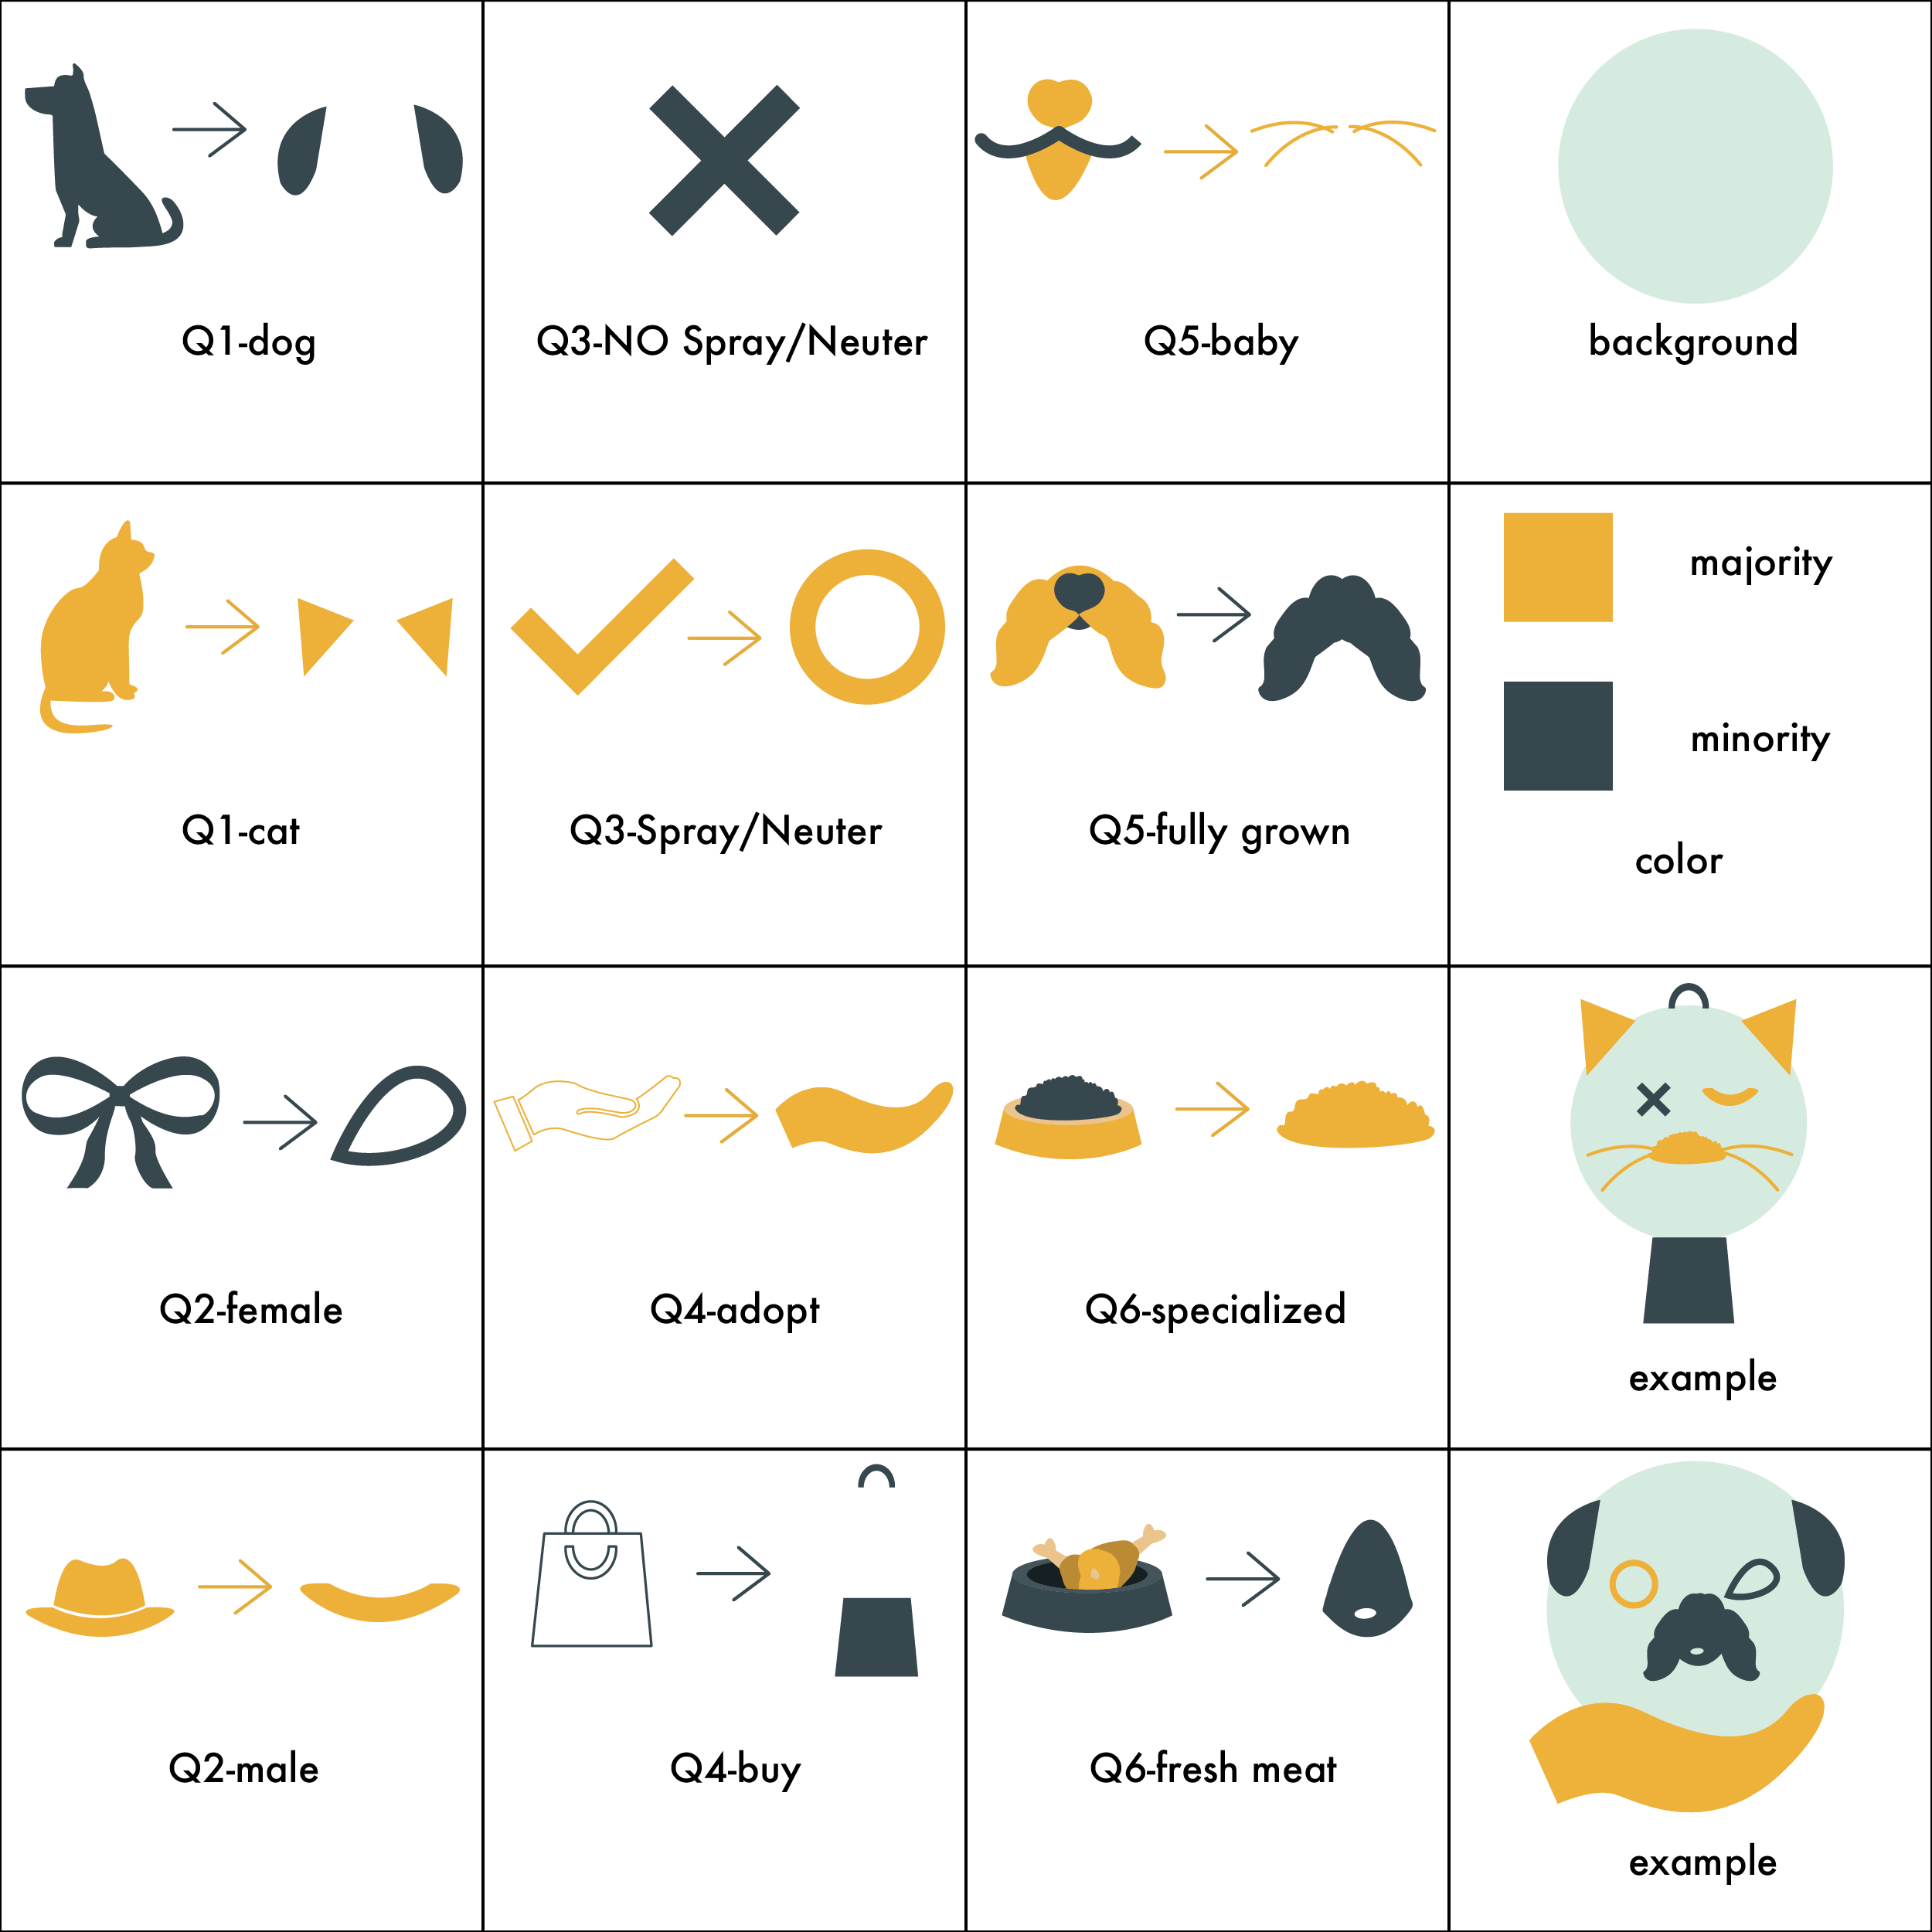 Q1-dog
Q3-NO Spray/Neuter
Q5-baby
background
Q1-cat
Q3-Spray/Neuter
Q5-fully grown
majority
minority
color
Q2-female
Q4-adopt
Q6-specialized
example
Q2-male
Q4-buy
Q6-fresh meat
example